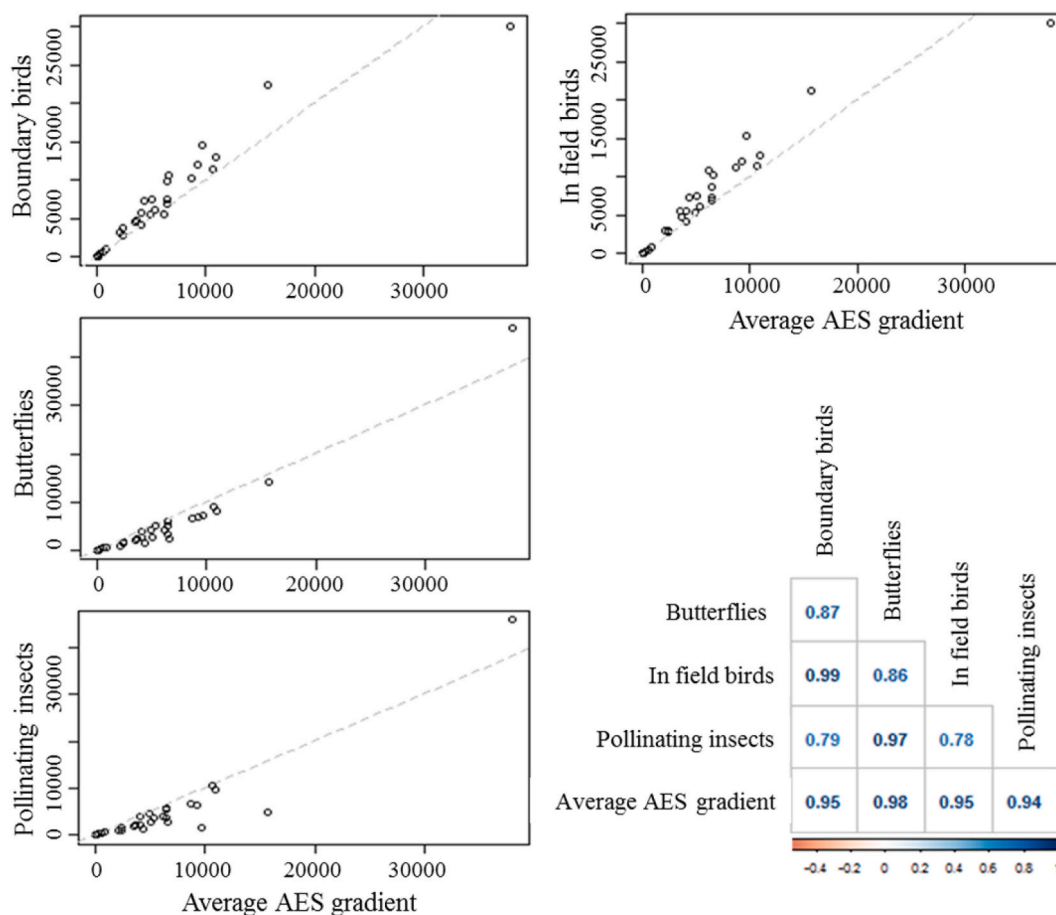 Boundary birds
0 5000 15000 25000
0 10000 20000 30000
In field birds
0 5000 15000 25000
0 10000 20000 30000
Average AES gradient
Butterflies
0 10000 30000
0 10000 20000 30000
Pollinating insects
0 10000 30000
0 10000 20000 30000
Average AES gradient
Boundary birds
Butterflies
In field birds
Pollinating insects
Butterflies 0.87
In field birds 0.99 0.86
Pollinating insects 0.79 0.97 0.78
Average AES gradient 0.95 0.98 0.95 0.94
-0.4 -0.2 0 0.2 0.4 0.6 0.8